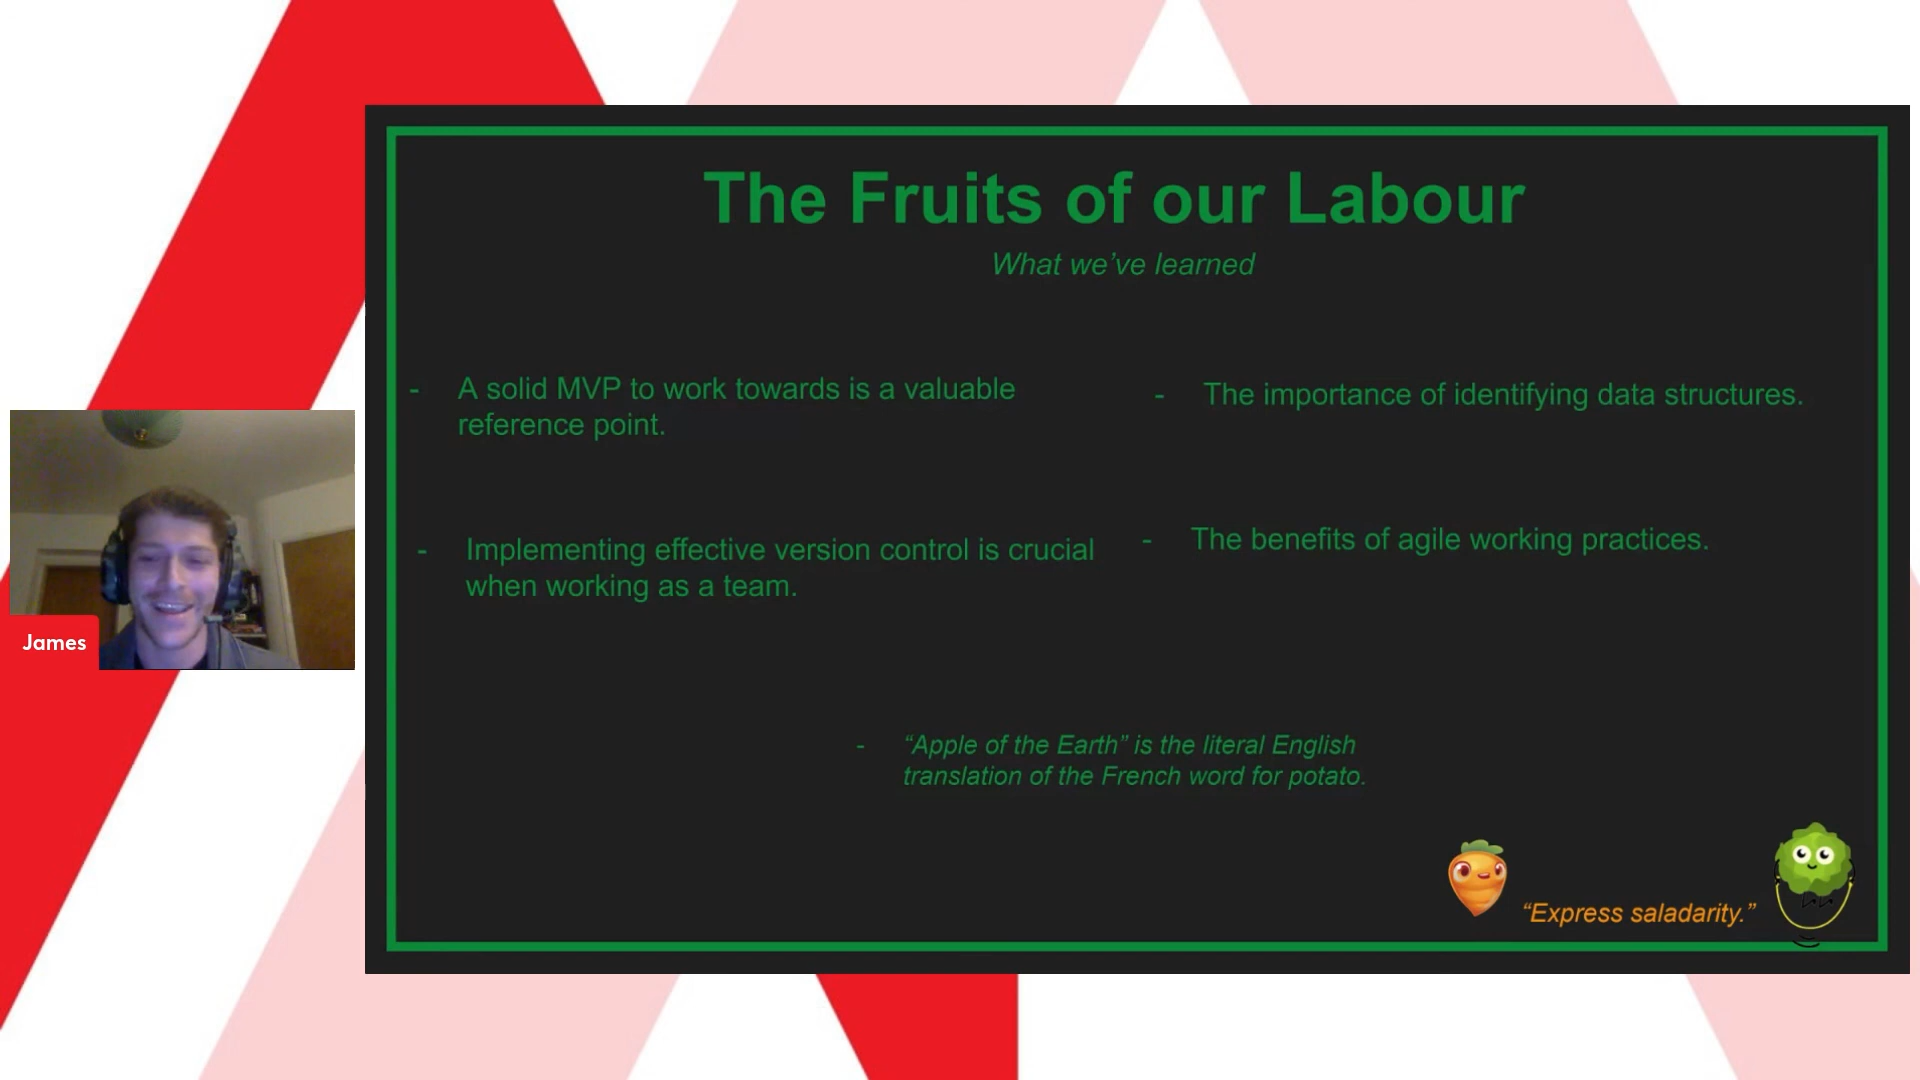 The Fruits of our Labour
What we’ve learned
- A solid MVP to work towards is a valuable
reference point.
- The importance of identifying data structures.
- Implementing effective version control is crucial
when working as a team.
- The benefits of agile working practices.
- “Apple of the Earth” is the literal English
translation of the French word for potato.
“Express saladarity.”
James